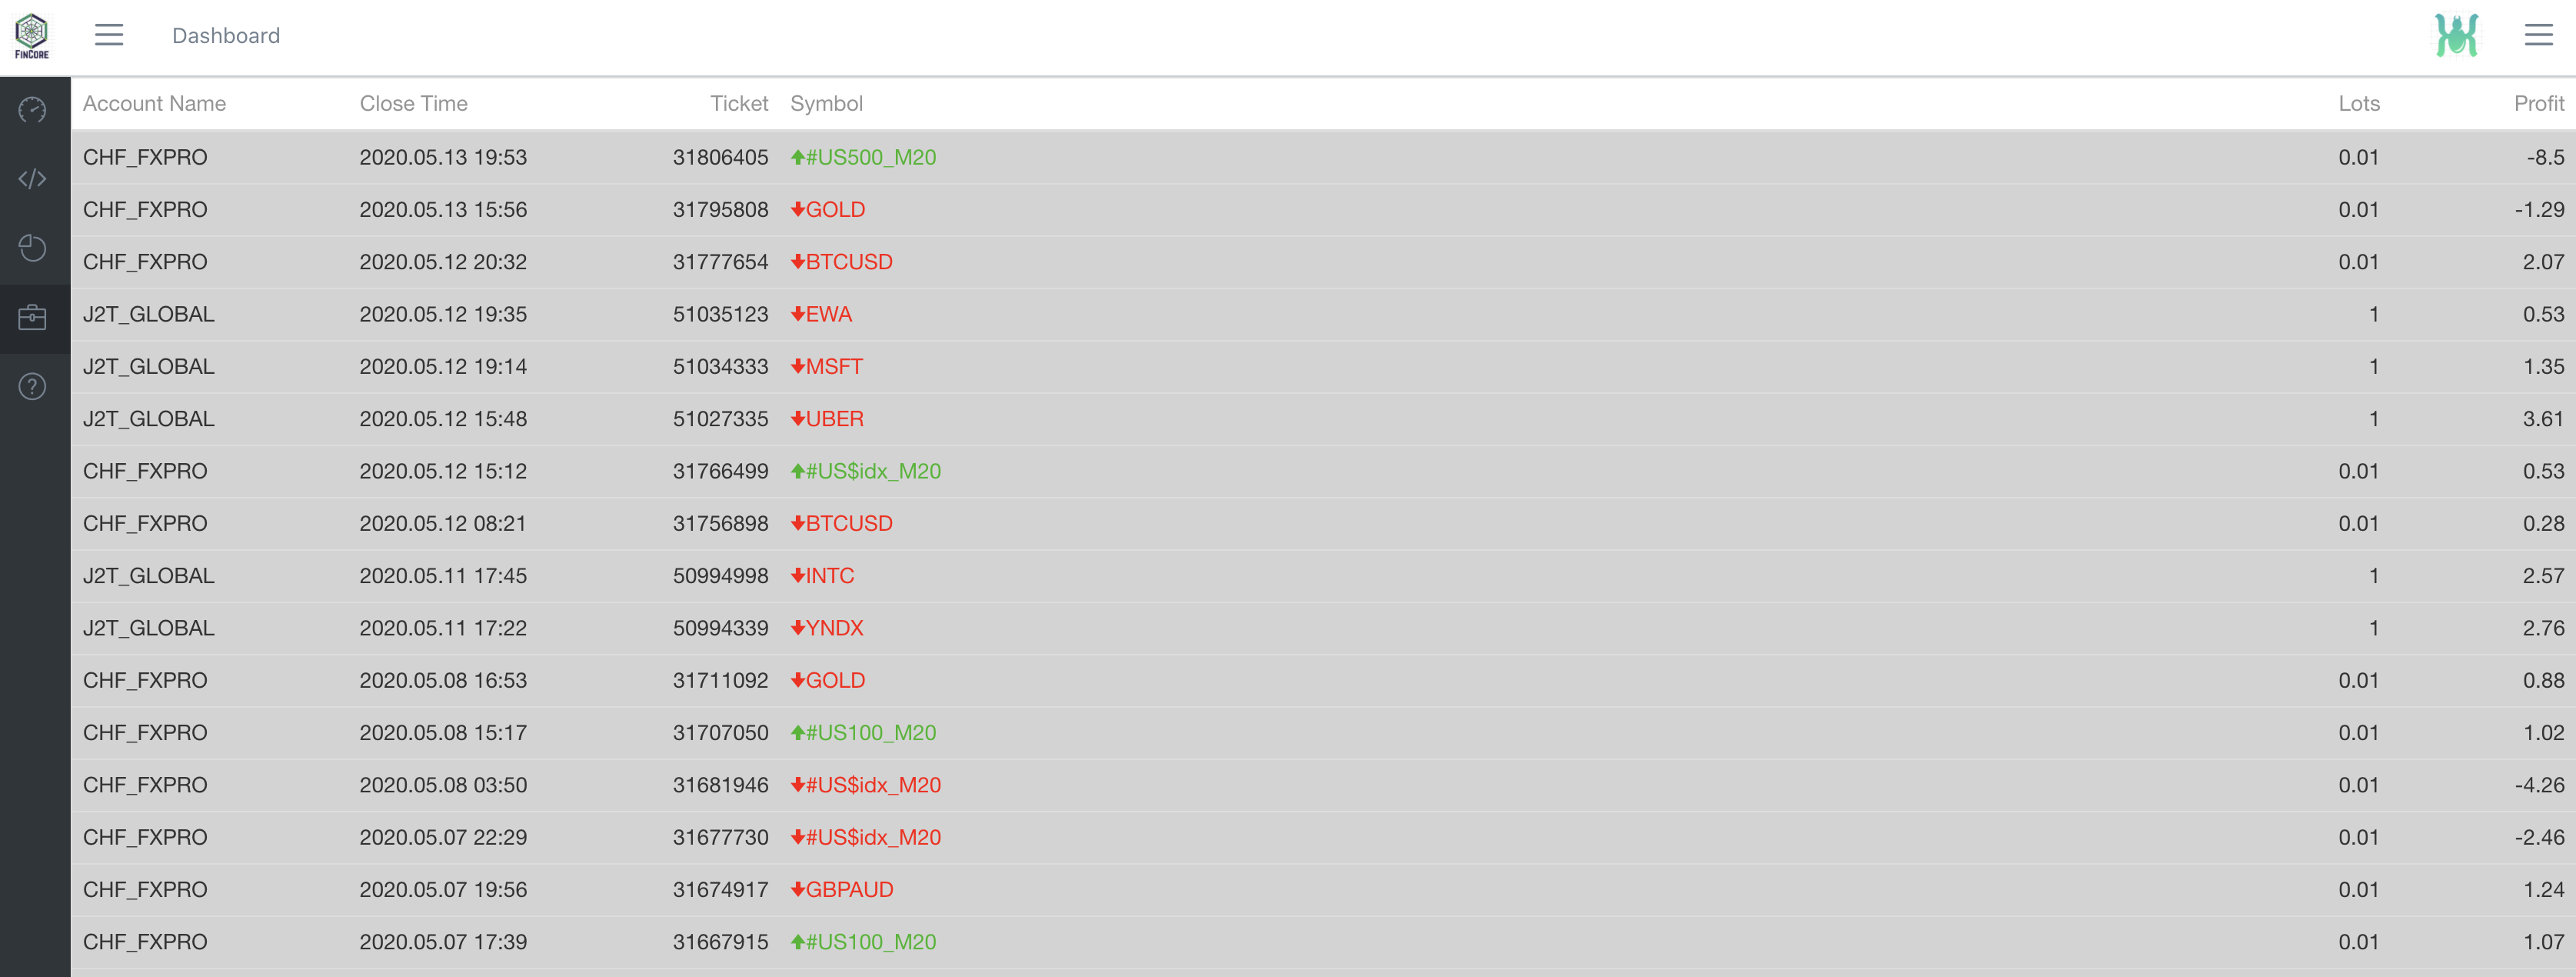 FINCORE
Dashboard
Account Name Close Time Ticket Symbol Lots Profit
CHF_FXPRO 2020.05.13 19:53 31806405 #US500_M20 0.01 -8.5
CHF_FXPRO 2020.05.13 15:56 31795808 GOLD 0.01 -1.29
CHF_FXPRO 2020.05.12 20:32 31777654 BTCUSD 0.01 2.07
J2T_GLOBAL 2020.05.12 19:35 51035123 EWA 1 0.53
J2T_GLOBAL 2020.05.12 19:14 51034333 MSFT 1 1.35
J2T_GLOBAL 2020.05.12 15:48 51027335 UBER 1 3.61
CHF_FXPRO 2020.05.12 15:12 31766499 #US$idx_M20 0.01 0.53
CHF_FXPRO 2020.05.12 08:21 31756898 BTCUSD 0.01 0.28
J2T_GLOBAL 2020.05.11 17:45 50994998 INTC 1 2.57
J2T_GLOBAL 2020.05.11 17:22 50994339 YNDX 1 2.76
CHF_FXPRO 2020.05.08 16:53 31711092 GOLD 0.01 0.88
CHF_FXPRO 2020.05.08 15:17 31707050 #US100_M20 0.01 1.02
CHF_FXPRO 2020.05.08 03:50 31681946 #US$idx_M20 0.01 -4.26
CHF_FXPRO 2020.05.07 22:29 31677730 #US$idx_M20 0.01 -2.46
CHF_FXPRO 2020.05.07 19:56 31674917 GBPAUD 0.01 1.24
CHF_FXPRO 2020.05.07 17:39 31667915 #US100_M20 0.01 1.07